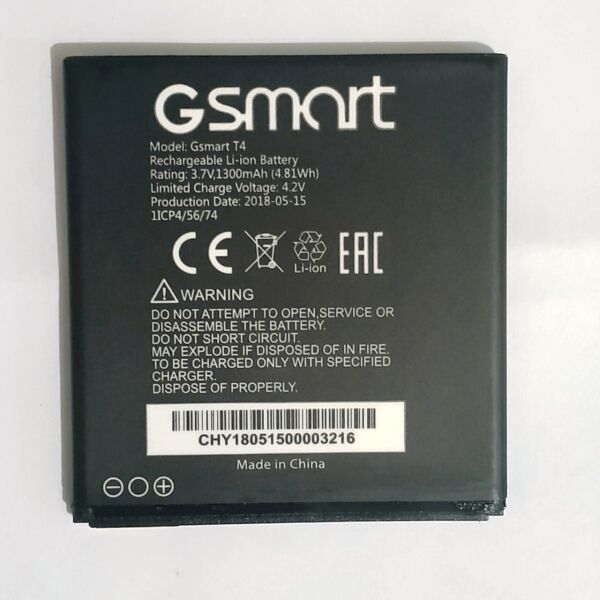 Gsmart
Model: Gsmart T4
Rechargeable Li-ion Battery
Rating: 3.7V,1300mAh (4.81Wh)
Limited Charge Voltage: 4.2V
Production Date: 2018-05-15
1ICP4/56/74
CE
Li-ion
EAC
WARNING
DO NOT ATTEMPT TO OPEN,SERVICE OR
DISASSEMBLE THE BATTERY.
DO NOT SHORT CIRCUIT.
MAY EXPLODE IF DISPOSED OF IN FIRE.
TO BE CHARGED ONLY WITH SPECIFIED
CHARGER.
DISPOSE OF PROPERLY.
CHY18051500003216
Made in China